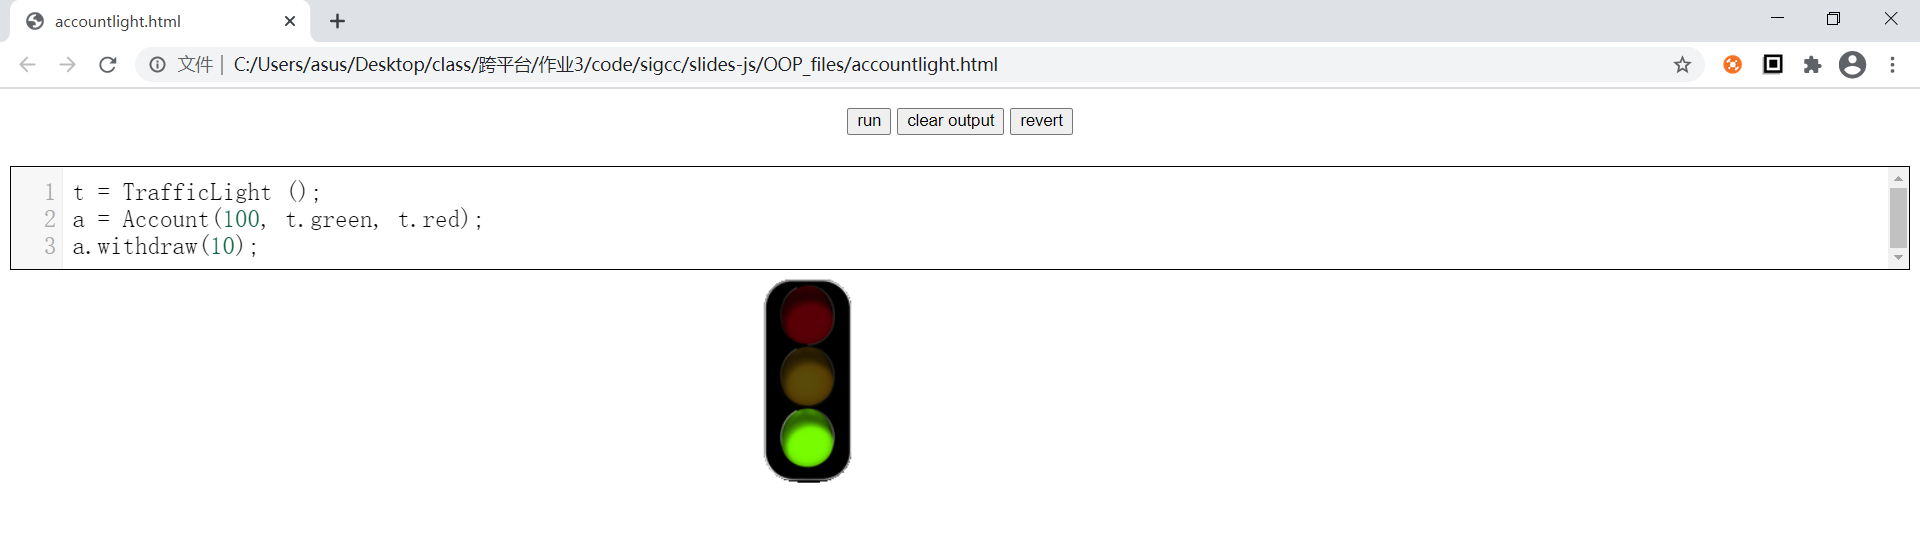 accountlight.html
文件 | C:/Users/asus/Desktop/class/跨平台/作业3/code/sigcc/slides-js/OOP_files/accountlight.html
run clear output revert
1 t = TrafficLight ();
2 a = Account(100, t.green, t.red);
3 a.withdraw(10);